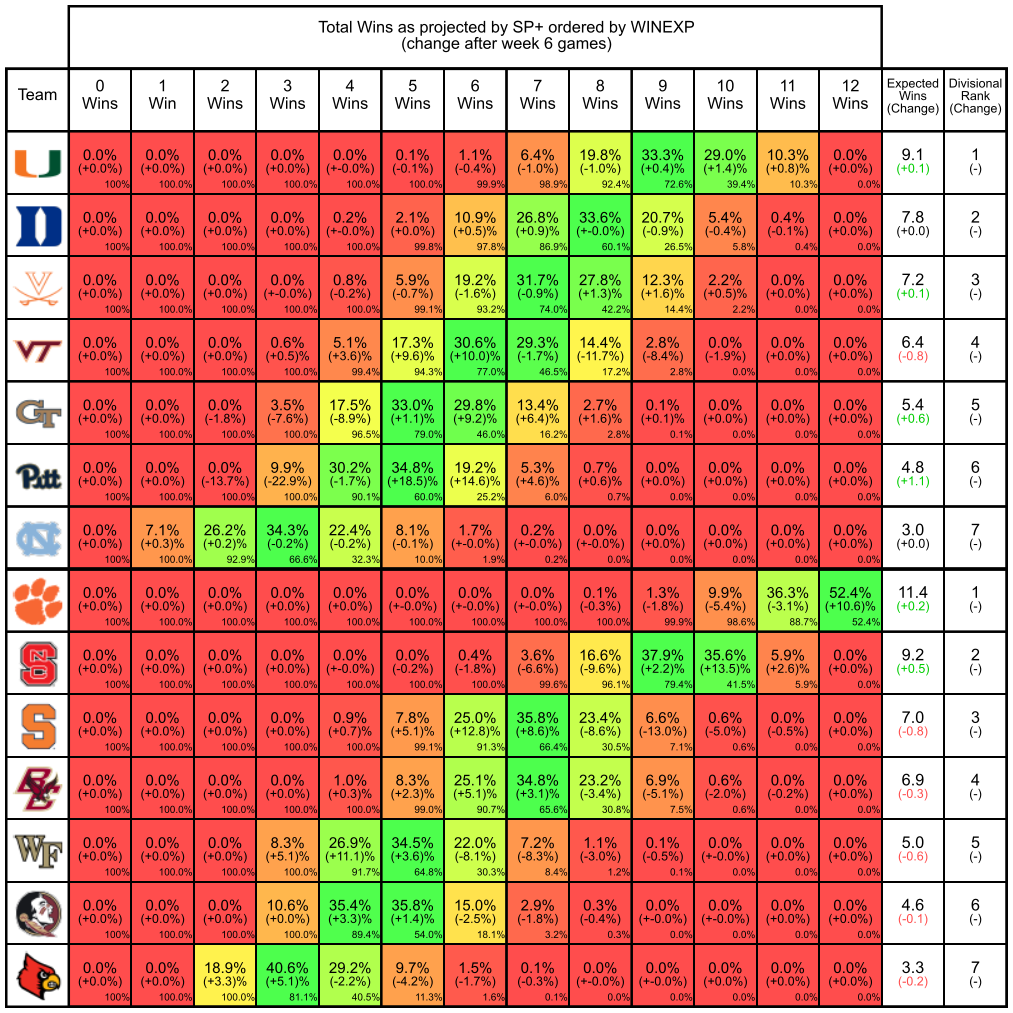 Total Wins as projected by SP+ ordered by WINEXP
(change after week 6 games)
Team 0 Wins 1 Win 2 Wins 3 Wins 4 Wins 5 Wins 6 Wins 7 Wins 8 Wins 9 Wins 10 Wins 11 Wins 12 Wins Expected Wins (Change) Divisional Rank (Change)
U 0.0% 0.0% 0.0% 0.0% 0.0% 0.1% 1.1% 6.4% 19.8% 33.3% 29.0% 10.3% 0.0% 9.1 1
(+0.0%) (+0.0%) (+0.0%) (+0.0%) (+0.0%) (-0.1%) (-0.4%) (-1.0%) (-1.0%) (+0.4)% (+1.4)% (+0.8)% (+0.0%) (+0.1) (-)
100% 100.0% 100.0% 100.0% 100.0% 100.0% 99.9% 98.9% 92.4% 72.6% 39.4% 10.3% 0.0%
D 0.0% 0.0% 0.0% 0.0% 0.2% 2.1% 10.9% 26.8% 33.6% 20.7% 5.4% 0.4% 0.0% 7.8 2
(+0.0%) (+0.0%) (+0.0%) (+0.0%) (+-0.0%) (+0.0%) (+0.5)% (+0.9)% (+-0.0%) (-0.9%) (-0.4%) (-0.1%) (+0.0%) (+0.0) (-)
100% 100.0% 100.0% 100.0% 100.0% 99.8% 97.8% 86.9% 60.1% 26.5% 5.8% 0.4% 0.0%
V 0.0% 0.0% 0.0% 0.0% 0.8% 5.9% 19.2% 31.7% 27.8% 12.3% 2.2% 0.0% 0.0% 7.2 3
(+0.0%) (+0.0%) (+0.0%) (+-0.0%) (-0.2%) (-0.7%) (-1.6%) (-0.9%) (+1.3)% (+1.6)% (+0.5)% (+0.0%) (+0.0%) (+0.1) (-)
100% 100.0% 100.0% 100.0% 100.0% 99.1% 93.2% 74.0% 42.2% 14.4% 2.2% 0.0% 0.0%
VT 0.0% 0.0% 0.0% 0.6% 5.1% 17.3% 30.6% 29.3% 14.4% 2.8% 0.0% 0.0% 0.0% 6.4 4
(+0.0%) (+0.0%) (+0.0%) (+0.5)% (+3.6)% (+9.6)% (+10.0)% (-1.7%) (-11.7%) (-8.4%) (-1.9%) (+0.0%) (+0.0%) (-0.8) (-)
100% 100.0% 100.0% 100.0% 99.4% 94.3% 77.0% 46.5% 17.2% 2.8% 0.0% 0.0% 0.0%
GT 0.0% 0.0% 0.0% 3.5% 17.5% 33.0% 29.8% 13.4% 2.7% 0.1% 0.0% 0.0% 0.0% 5.4 5
(+0.0%) (+0.0%) (-1.8%) (-7.6%) (-8.9%) (+1.1)% (+9.2)% (+6.4)% (+1.6)% (+0.1)% (+0.0%) (+0.0%) (+0.0%) (+0.6) (-)
100% 100.0% 100.0% 100.0% 96.5% 79.0% 46.0% 16.2% 2.8% 0.1% 0.0% 0.0% 0.0%
Pitt 0.0% 0.0% 0.0% 9.9% 30.2% 34.8% 19.2% 5.3% 0.7% 0.0% 0.0% 0.0% 0.0% 4.8 6
(+0.0%) (+0.0%) (-13.7%) (-22.9%) (-1.7%) (+18.5)% (+14.6)% (+4.6)% (+0.6)% (+0.0%) (+0.0%) (+0.0%) (+0.0%) (+1.1) (-)
100% 100.0% 100.0% 100.0% 90.1% 60.0% 25.2% 6.0% 0.7% 0.0% 0.0% 0.0% 0.0%
NC 0.0% 7.1% 26.2% 34.3% 22.4% 8.1% 1.7% 0.2% 0.0% 0.0% 0.0% 0.0% 0.0% 3.0 7
(+0.0%) (+0.3)% (+0.2)% (-0.2%) (-0.2%) (-0.1%) (+-0.0%) (+-0.0%) (+-0.0%) (+0.0%) (+0.0%) (+0.0%) (+0.0%) (+0.0) (-)
100% 100.0% 92.9% 66.6% 32.3% 10.0% 1.9% 0.2% 0.0% 0.0% 0.0% 0.0% 0.0%
0.0% 0.0% 0.0% 0.0% 0.0% 0.0% 0.0% 0.0% 0.1% 1.3% 9.9% 36.3% 52.4% 11.4 1
(+0.0%) (+0.0%) (+0.0%) (+0.0%) (+0.0%) (+-0.0%) (+-0.0%) (+-0.0%) (-0.3%) (-1.8%) (-5.4%) (-3.1%) (+10.6)% (+0.2) (-)
100% 100.0% 100.0% 100.0% 100.0% 100.0% 100.0% 100.0% 100.0% 99.9% 98.6% 88.7% 52.4%
NCS 0.0% 0.0% 0.0% 0.0% 0.0% 0.0% 0.4% 3.6% 16.6% 37.9% 35.6% 5.9% 0.0% 9.2 2
(+0.0%) (+0.0%) (+0.0%) (+0.0%) (+-0.0%) (-0.2%) (-1.8%) (-6.6%) (-9.6%) (+2.2)% (+13.5)% (+2.6)% (+0.0%) (+0.5) (-)
100% 100.0% 100.0% 100.0% 100.0% 100.0% 100.0% 99.6% 96.1% 79.4% 41.5% 5.9% 0.0%
S 0.0% 0.0% 0.0% 0.0% 0.9% 7.8% 25.0% 35.8% 23.4% 6.6% 0.6% 0.0% 0.0% 7.0 3
(+0.0%) (+0.0%) (+0.0%) (+0.0%) (+0.7)% (+5.1)% (+12.8)% (+8.6)% (-8.6%) (-13.0%) (-5.0%) (-0.5%) (+0.0%) (-0.8) (-)
100% 100.0% 100.0% 100.0% 100.0% 99.1% 91.3% 66.4% 30.5% 7.1% 0.6% 0.0% 0.0%
BC 0.0% 0.0% 0.0% 0.0% 1.0% 8.3% 25.1% 34.8% 23.2% 6.9% 0.6% 0.0% 0.0% 6.9 4
(+0.0%) (+0.0%) (+0.0%) (+0.0%) (+0.3)% (+2.3)% (+5.1)% (+3.1)% (-3.4%) (-5.1%) (-2.0%) (-0.2%) (+0.0%) (-0.3) (-)
100% 100.0% 100.0% 100.0% 100.0% 99.0% 90.7% 65.6% 30.8% 7.5% 0.6% 0.0% 0.0%
WF 0.0% 0.0% 0.0% 8.3% 26.9% 34.5% 22.0% 7.2% 1.1% 0.1% 0.0% 0.0% 0.0% 5.0 5
(+0.0%) (+0.0%) (+0.0%) (+5.1)% (+11.1)% (+3.6)% (-8.1%) (-8.3%) (-3.0%) (-0.5%) (+-0.0%) (+0.0%) (+0.0%) (-0.6) (-)
100% 100.0% 100.0% 100.0% 91.7% 64.8% 30.3% 8.4% 1.2% 0.1% 0.0% 0.0% 0.0%
0.0% 0.0% 0.0% 10.6% 35.4% 35.8% 15.0% 2.9% 0.3% 0.0% 0.0% 0.0% 0.0% 4.6 6
(+0.0%) (+0.0%) (+0.0%) (+0.0%) (+3.3)% (+1.4)% (-2.5%) (-1.8%) (-0.4%) (+-0.0%) (+-0.0%) (+0.0%) (+0.0%) (-0.1) (-)
100% 100.0% 100.0% 100.0% 89.4% 54.0% 18.1% 3.2% 0.3% 0.0% 0.0% 0.0% 0.0%
0.0% 0.0% 18.9% 40.6% 29.2% 9.7% 1.5% 0.1% 0.0% 0.0% 0.0% 0.0% 0.0% 3.3 7
(+0.0%) (+0.0%) (+3.3)% (+5.1)% (-2.2%) (-4.2%) (-1.7%) (-0.3%) (+-0.0%) (+0.0%) (+0.0%) (+0.0%) (+0.0%) (-0.2) (-)
100% 100.0% 100.0% 81.1% 40.5% 11.3% 1.6% 0.1% 0.0% 0.0% 0.0% 0.0% 0.0%